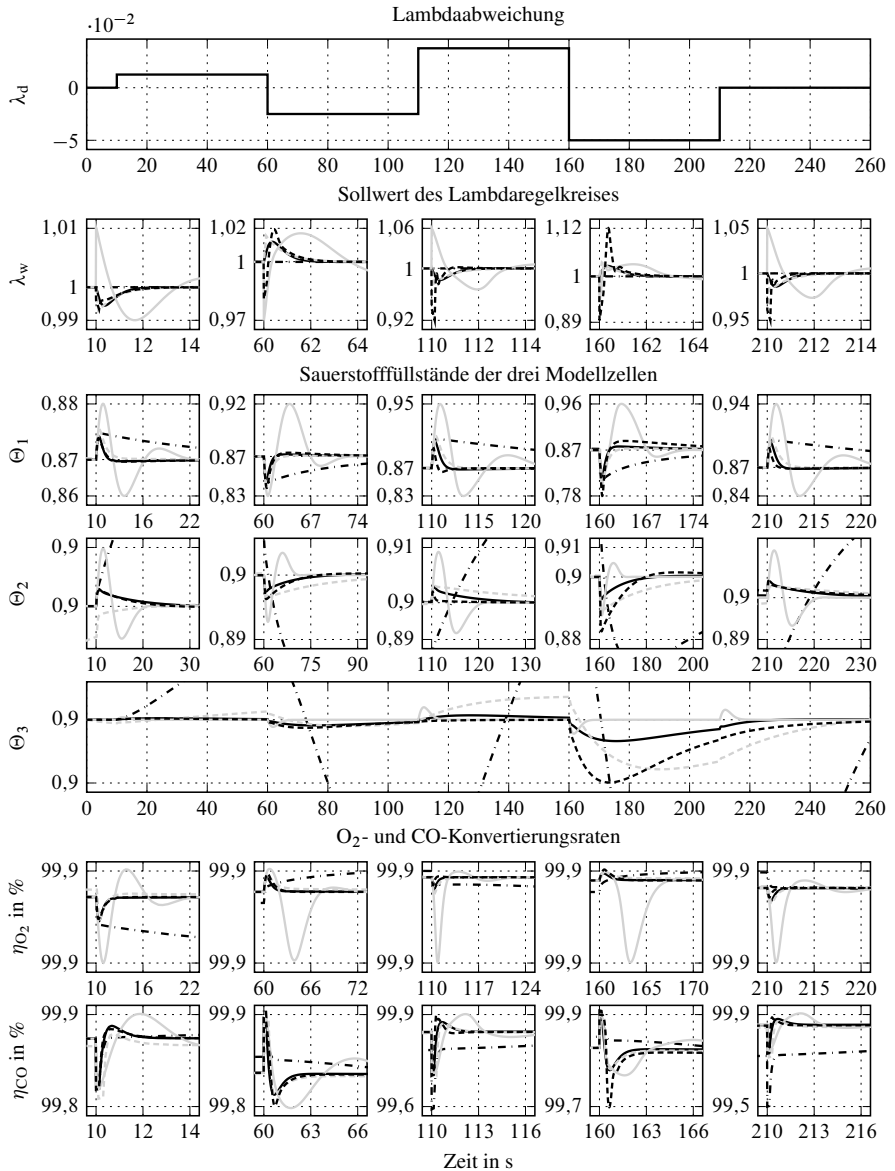 Lambdaabweichung
·10⁻²
λd
0
−5
0 20 40 60 80 100 120 140 160 180 200 220 240 260
Sollwert des Lambdaregelkreises
λw
1,01 1,02 1,06 1,12 1,05
1 1 1 1 1
0,99 0,97 0,92 0,89 0,95
10 12 14 60 62 64 110 112 114 160 162 164 210 212 214
Sauerstofffüllstände der drei Modellzellen
Θ1
0,88 0,92 0,95 0,96 0,94
0,87 0,87 0,87 0,87 0,87
0,86 0,83 0,83 0,78 0,84
10 16 22 60 67 74 110 115 120 160 167 174 210 215 220
Θ2
0,9 0,9 0,91 0,91 0,9
0,9 0,89 0,9 0,9 0,9
0,89 0,88
10 20 30 60 75 90 110 120 130 160 180 200 210 220 230
Θ3
0,9
0,9
0 20 40 60 80 100 120 140 160 180 200 220 240 260
O₂- und CO-Konvertierungsraten
ηO₂ in %
99,9 99,9 99,9 99,9 99,9
99,9 99,9 99,9 99,9 99,9
10 16 22 60 66 72 110 117 124 160 165 170 210 215 220
ηCO in %
99,9 99,9 99,9 99,9 99,9
99,8 99,8 99,6 99,7 99,5
10 12 14 60 63 66 110 113 116 160 163 166 210 213 216
Zeit in s